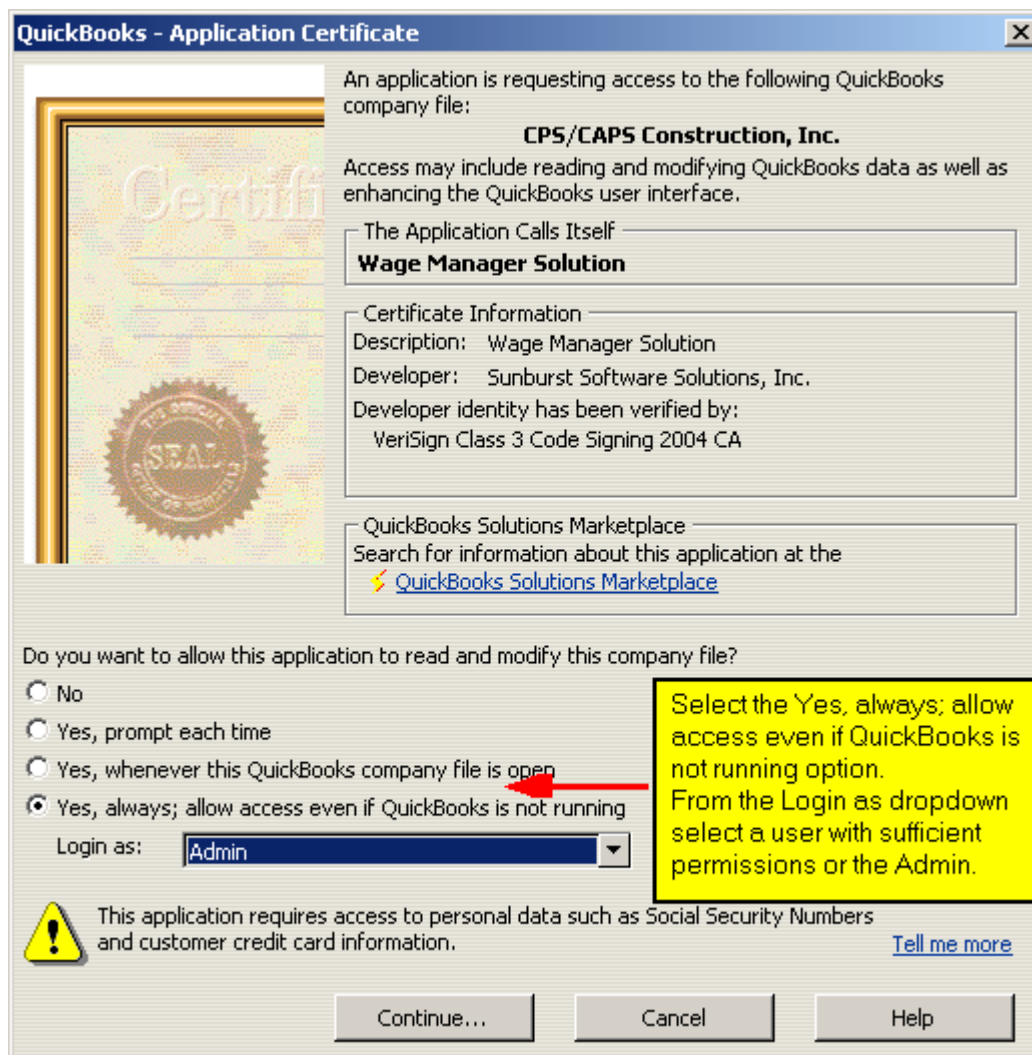 QuickBooks - Application Certificate
An application is requesting access to the following QuickBooks
company file:
CPS/CAPS Construction, Inc.
Access may include reading and modifying QuickBooks data as well as
enhancing the QuickBooks user interface.
Certifi
The Application Calls Itself
Wage Manager Solution
Certificate Information
Description: Wage Manager Solution
Developer: Sunburst Software Solutions, Inc.
Developer identity has been verified by:
VeriSign Class 3 Code Signing 2004 CA
SEAL
QuickBooks Solutions Marketplace
Search for information about this application at the
QuickBooks Solutions Marketplace
Do you want to allow this application to read and modify this company file?
No
Yes, prompt each time
Yes, whenever this QuickBooks company file is open
Yes, always; allow access even if QuickBooks is not running
Login as: Admin
Select the Yes, always; allow
access even if QuickBooks is
not running option.
From the Login as dropdown
select a user with sufficient
permissions or the Admin.
This application requires access to personal data such as Social Security Numbers
and customer credit card information.
Tell me more
Continue... Cancel Help